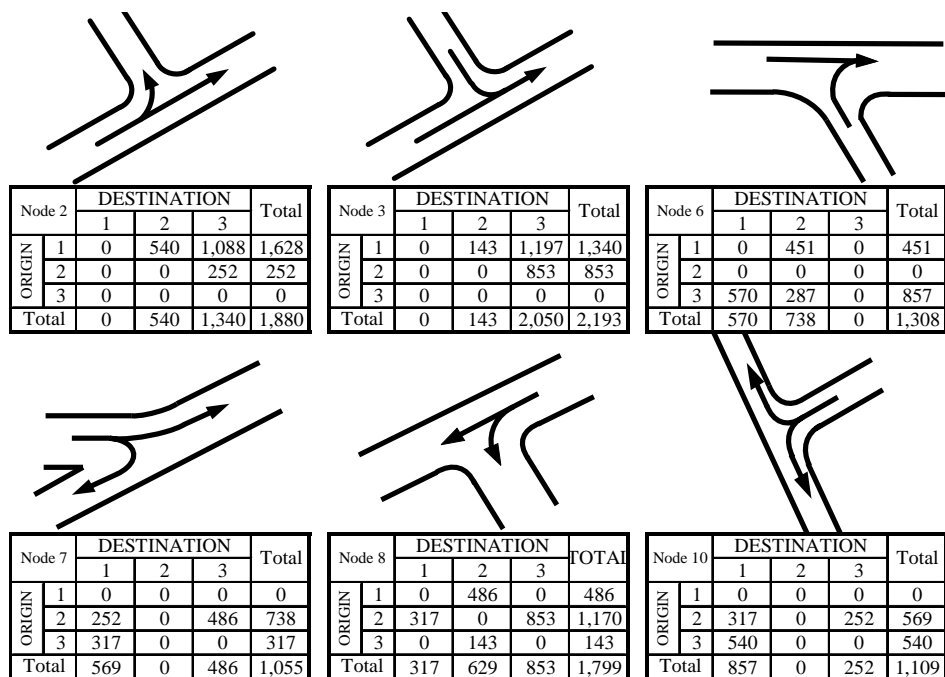 Node 2 DESTINATION Total
1 2 3
ORIGIN
1 0 540 1,088 1,628
2 0 0 252 252
3 0 0 0 0
Total 0 540 1,340 1,880
Node 3 DESTINATION Total
1 2 3
ORIGIN
1 0 143 1,197 1,340
2 0 0 853 853
3 0 0 0 0
Total 0 143 2,050 2,193
Node 6 DESTINATION Total
1 2 3
ORIGIN
1 0 451 0 451
2 0 0 0 0
3 570 287 0 857
Total 570 738 0 1,308
Node 7 DESTINATION Total
1 2 3
ORIGIN
1 0 0 0 0
2 252 0 486 738
3 317 0 0 317
Total 569 0 486 1,055
Node 8 DESTINATION TOTAL
1 2 3
ORIGIN
1 0 486 0 486
2 317 0 853 1,170
3 0 143 0 143
Total 317 629 853 1,799
Node 10 DESTINATION Total
1 2 3
ORIGIN
1 0 0 0 0
2 317 0 252 569
3 540 0 0 540
Total 857 0 252 1,109